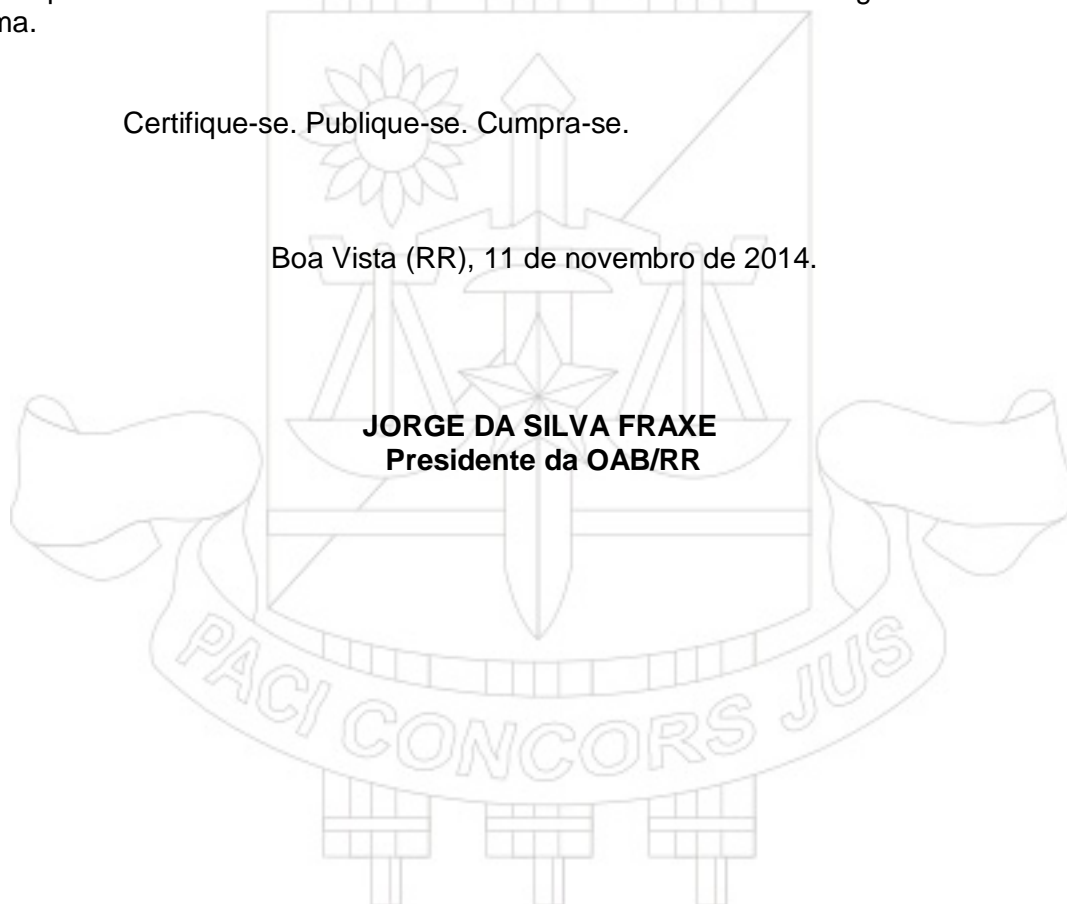 ma.
Certifique-se. Publique-se. Cumpra-se.
Boa Vista (RR), 11 de novembro de 2014.
JORGE DA SILVA FRAXE
Presidente da OAB/RR
PACI CONCORS JUS